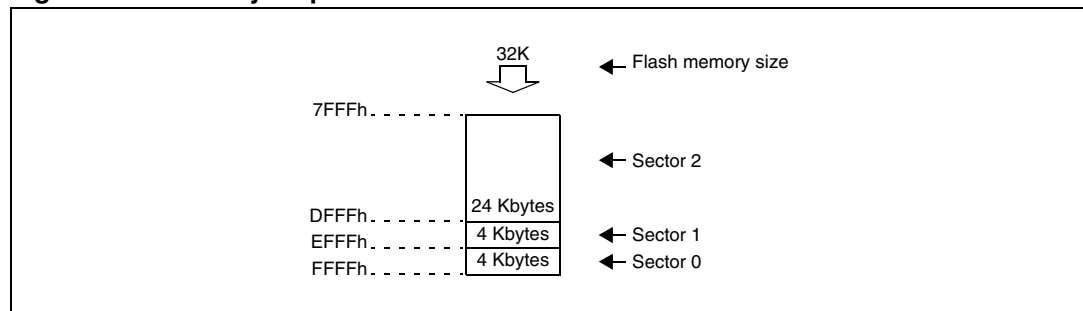 32K
Flash memory size
7FFFh
Sector 2
24 Kbytes
DFFFh
4 Kbytes
Sector 1
EFFFh
4 Kbytes
Sector 0
FFFFh